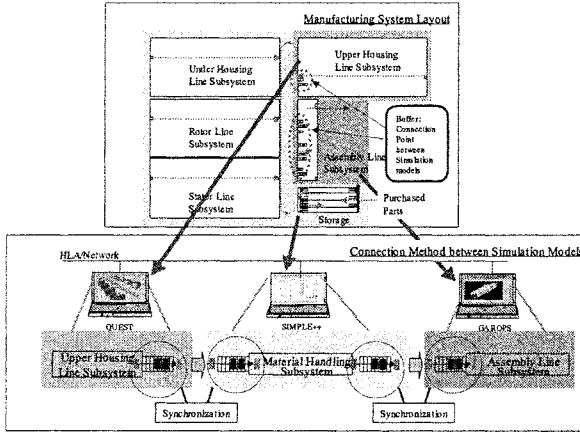 Manufacturing System Layout
Under Housing
Line Subsystem
Upper Housing
Line Subsystem
Rotor Line
Subsystem
Buffer:
Connection
Point
between
Simulation
models
Assembly Line
Subsystem
Stator Line
Subsystem
Purchased
Parts
Storage
HLA/Network
Connection Method between Simulation Models
QUEST
SIMPLE++
GAROPS
Upper Housing
Line Subsystem
Material Handling
Subsystem
Assembly Line
Subsystem
Synchronization
Synchronization